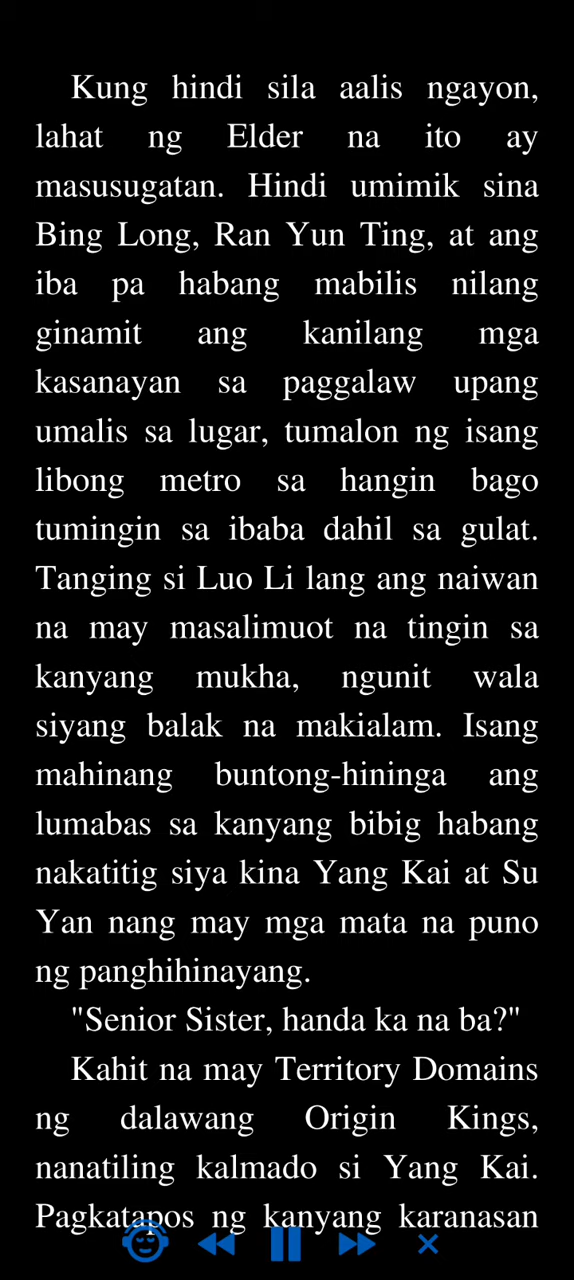 Kung hindi sila aalis ngayon,
lahat ng Elder na ito ay
masusugatan. Hindi umimik sina
Bing Long, Ran Yun Ting, at ang
iba pa habang mabilis nilang
ginamit ang kanilang mga
kasanayan sa paggalaw upang
umalis sa lugar, tumalon ng isang
libong metro sa hangin bago
tumingin sa ibaba dahil sa gulat.
Tanging si Luo Li lang ang naiwan
na may masalimuot na tingin sa
kanyang mukha, ngunit wala
siyang balak na makialam. Isang
mahinang buntong-hininga ang
lumabas sa kanyang bibig habang
nakatitig siya kina Yang Kai at Su
Yan nang may mga mata na puno
ng panghihinayang.
"Senior Sister, handa ka na ba?"
Kahit na may Territory Domains
ng dalawang Origin Kings,
nanatiling kalmado si Yang Kai.
Pagkatapos ng kanyang karanasan